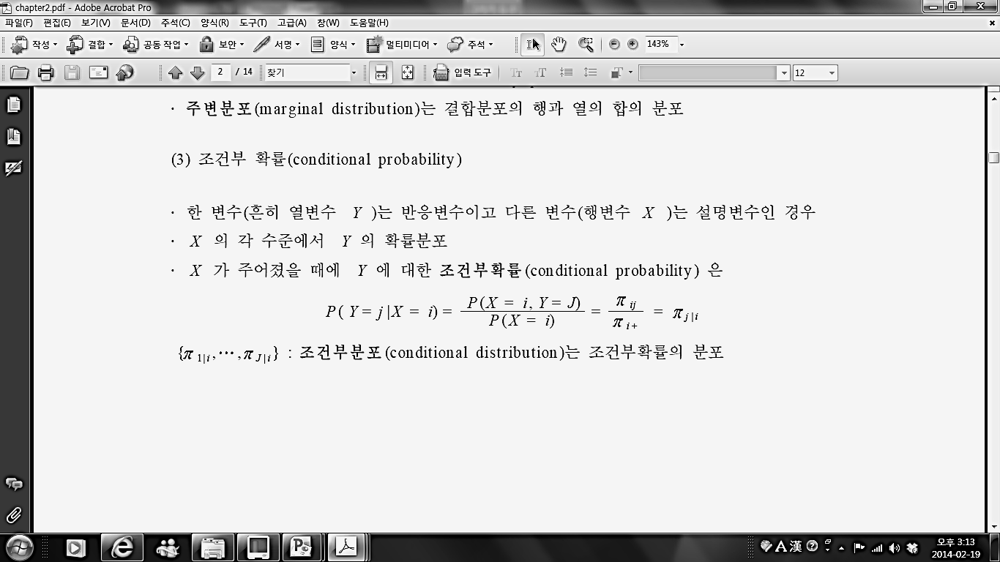 chapter2.pdf - Adobe Acrobat Pro
파일(F) 편집(E) 보기(V) 문서(D) 주석(C) 양식(R) 도구(T) 고급(A) 창(W) 도움말(H)
작성 결합 공동 작업 보안 서명 양식 멀티미디어 주석 143%
2 / 14 찾기 입력 도구 12
· 주변분포(marginal distribution)는 결합분포의 행과 열의 합의 분포
(3) 조건부 확률(conditional probability)
· 한 변수(흔히 열변수 Y )는 반응변수이고 다른 변수(행변수 X )는 설명변수인 경우
· X 의 각 수준에서 Y 의 확률분포
· X 가 주어졌을 때에 Y 에 대한 조건부확률(conditional probability) 은
P( Y= j |X = i) = P(X = i, Y= J) / P(X = i) = π ij / π i+ = π j|i
{π 1|i, ⋯ , π J|i} : 조건부분포(conditional distribution)는 조건부확률의 분포
A 漢 오후 3:13
2014-02-19